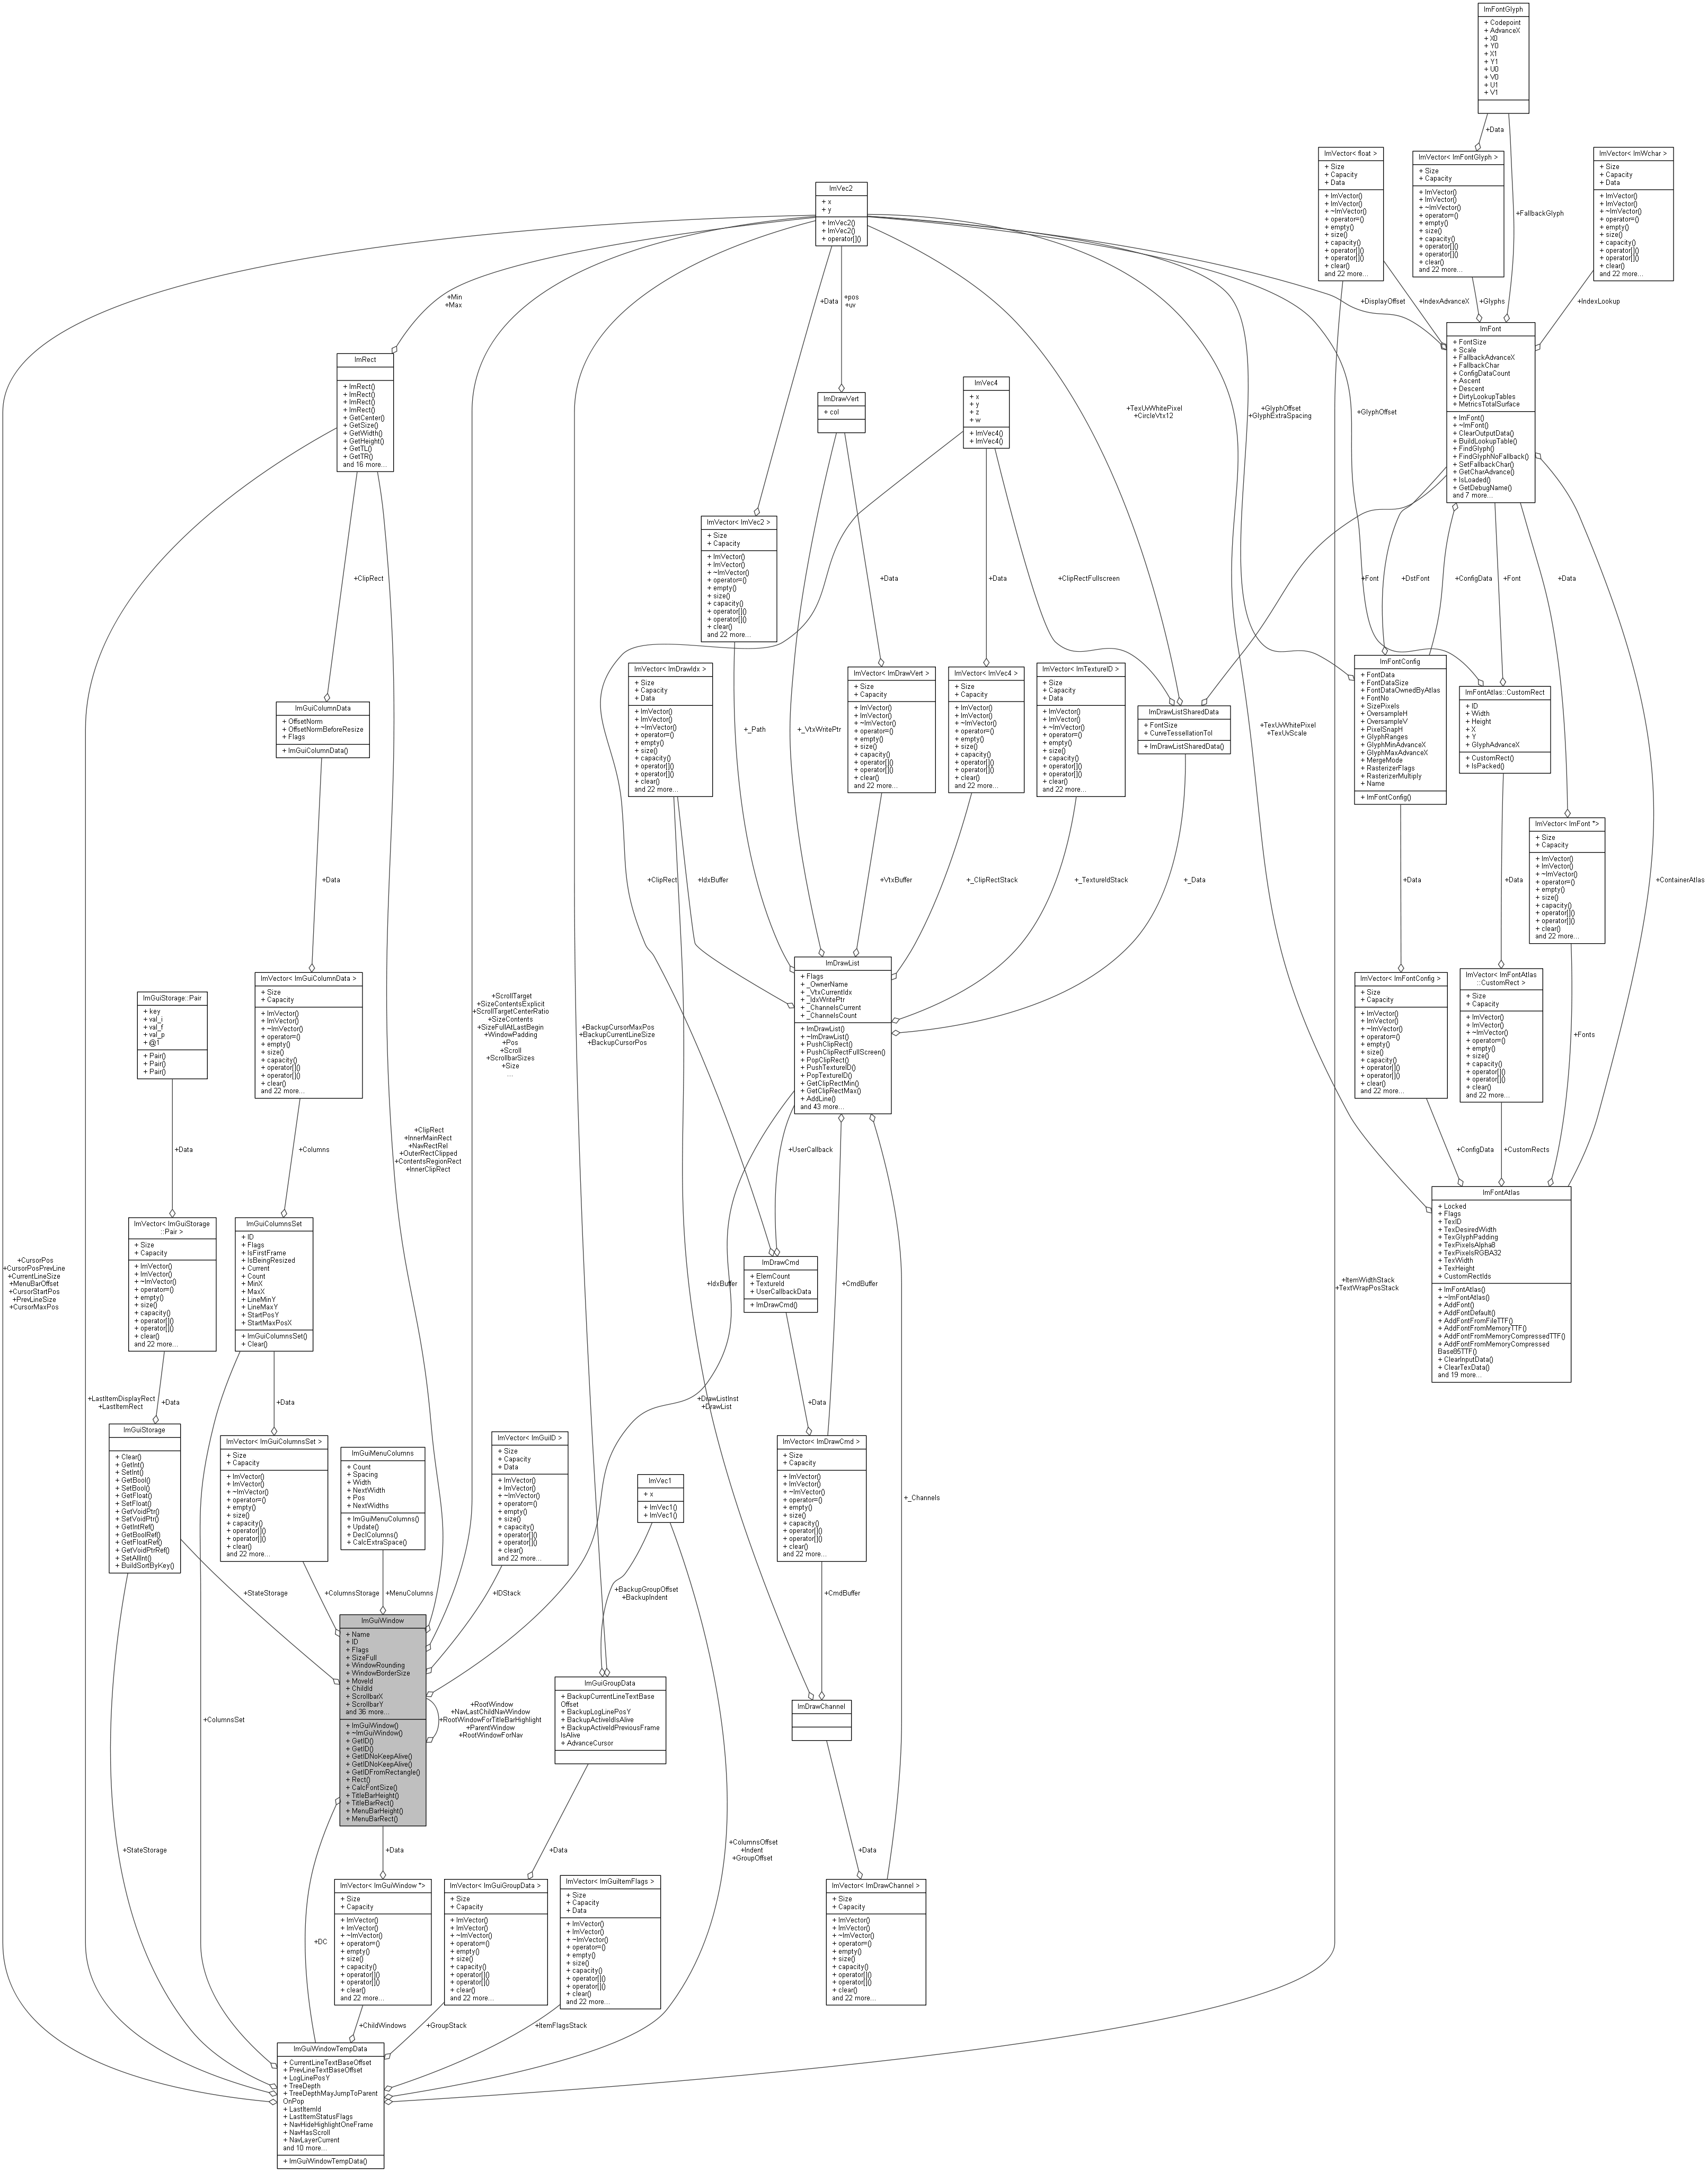 ImFontGlyph
+ Codepoint
+ AdvanceX
+ X0
+ Y0
+ X1
+ Y1
+ U0
+ V0
+ U1
+ V1
+Data
+FallbackGlyph
ImVector< float >
+ Size
+ Capacity
+ Data
+ ImVector()
+ ImVector()
+ ~ImVector()
+ operator=()
+ empty()
+ size()
+ capacity()
+ operator[]()
+ operator[]()
+ clear()
and 22 more...
ImVector< ImFontGlyph >
+ Size
+ Capacity
+ ImVector()
+ ImVector()
+ ~ImVector()
+ operator=()
+ empty()
+ size()
+ capacity()
+ operator[]()
+ operator[]()
+ clear()
and 22 more...
ImVector< ImWchar >
+ Size
+ Capacity
+ Data
+ ImVector()
+ ImVector()
+ ~ImVector()
+ operator=()
+ empty()
+ size()
+ capacity()
+ operator[]()
+ operator[]()
+ clear()
and 22 more...
ImVec2
+ x
+ y
+ ImVec2()
+ ImVec2()
+ operator[]()
+Min
+Max
+Data
+pos
+uv
+DisplayOffset
+IndexAdvanceX
+Glyphs
+IndexLookup
ImRect
+ ImRect()
+ ImRect()
+ ImRect()
+ ImRect()
+ GetCenter()
+ GetSize()
+ GetWidth()
+ GetHeight()
+ GetTL()
+ GetTR()
and 16 more...
ImFont
+ FontSize
+ Scale
+ FallbackAdvanceX
+ FallbackChar
+ ConfigDataCount
+ Ascent
+ Descent
+ DirtyLookupTables
+ MetricsTotalSurface
+ ImFont()
+ ~ImFont()
+ ClearOutputData()
+ BuildLookupTable()
+ FindGlyph()
+ FindGlyphNoFallback()
+ SetFallbackChar()
+ GetCharAdvance()
+ IsLoaded()
+ GetDebugName()
and 7 more...
ImDrawVert
+ col
ImVec4
+ x
+ y
+ z
+ w
+ ImVec4()
+ ImVec4()
+TexUvWhitePixel
+CircleVtx12
+GlyphOffset
+GlyphExtraSpacing
+GlyphOffset
ImVector< ImVec2 >
+ Size
+ Capacity
+ ImVector()
+ ImVector()
+ ~ImVector()
+ operator=()
+ empty()
+ size()
+ capacity()
+ operator[]()
+ operator[]()
+ clear()
and 22 more...
+ClipRect
+Data
+Data
+ClipRectFullscreen
+Font
+DstFont
+ConfigData
+Font
+Data
ImVector< ImDrawIdx >
+ Size
+ Capacity
+ Data
+ ImVector()
+ ImVector()
+ ~ImVector()
+ operator=()
+ empty()
+ size()
+ capacity()
+ operator[]()
+ operator[]()
+ clear()
and 22 more...
ImVector< ImDrawVert >
+ Size
+ Capacity
+ ImVector()
+ ImVector()
+ ~ImVector()
+ operator=()
+ empty()
+ size()
+ capacity()
+ operator[]()
+ operator[]()
+ clear()
and 22 more...
ImVector< ImVec4 >
+ Size
+ Capacity
+ ImVector()
+ ImVector()
+ ~ImVector()
+ operator=()
+ empty()
+ size()
+ capacity()
+ operator[]()
+ operator[]()
+ clear()
and 22 more...
ImVector< ImTextureID >
+ Size
+ Capacity
+ Data
+ ImVector()
+ ImVector()
+ ~ImVector()
+ operator=()
+ empty()
+ size()
+ capacity()
+ operator[]()
+ operator[]()
+ clear()
and 22 more...
ImDrawListSharedData
+ FontSize
+ CurveTessellationTol
+ ImDrawListSharedData()
ImFontConfig
+ FontData
+ FontDataSize
+ FontDataOwnedByAtlas
+ FontNo
+ SizePixels
+ OversampleH
+ OversampleV
+ PixelSnapH
+ GlyphRanges
+ GlyphMinAdvanceX
+ GlyphMaxAdvanceX
+ MergeMode
+ RasterizerFlags
+ RasterizerMultiply
+ Name
+ ImFontConfig()
ImFontAtlas::CustomRect
+ ID
+ Width
+ Height
+ X
+ Y
+ GlyphAdvanceX
+ CustomRect()
+ IsPacked()
ImGuiColumnData
+ OffsetNorm
+ OffsetNormBeforeResize
+ Flags
+ ImGuiColumnData()
+_Path
+_VtxWritePtr
+TexUvWhitePixel
+TexUvScale
ImVector< ImFont *>
+ Size
+ Capacity
+ ImVector()
+ ImVector()
+ ~ImVector()
+ operator=()
+ empty()
+ size()
+ capacity()
+ operator[]()
+ operator[]()
+ clear()
and 22 more...
+Data
+ClipRect
+IdxBuffer
+VtxBuffer
+_ClipRectStack
+_TextureIdStack
+_Data
+Data
+Data
+ContainerAtlas
ImDrawList
+ Flags
+ _OwnerName
+ _VtxCurrentIdx
+ _IdxWritePtr
+ _ChannelsCurrent
+ _ChannelsCount
+ ImDrawList()
+ ~ImDrawList()
+ PushClipRect()
+ PushClipRectFullScreen()
+ PopClipRect()
+ PushTextureID()
+ PopTextureID()
+ GetClipRectMin()
+ GetClipRectMax()
+ AddLine()
and 43 more...
ImVector< ImGuiColumnData >
+ Size
+ Capacity
+ ImVector()
+ ImVector()
+ ~ImVector()
+ operator=()
+ empty()
+ size()
+ capacity()
+ operator[]()
+ operator[]()
+ clear()
and 22 more...
ImGuiStorage::Pair
+ key
+ val_i
+ val_f
+ val_p
+ @1
+ Pair()
+ Pair()
+ Pair()
ImVector< ImFontConfig >
+ Size
+ Capacity
+ ImVector()
+ ImVector()
+ ~ImVector()
+ operator=()
+ empty()
+ size()
+ capacity()
+ operator[]()
+ operator[]()
+ clear()
and 22 more...
ImVector< ImFontAtlas
::CustomRect >
+ Size
+ Capacity
+ ImVector()
+ ImVector()
+ ~ImVector()
+ operator=()
+ empty()
+ size()
+ capacity()
+ operator[]()
+ operator[]()
+ clear()
and 22 more...
+Fonts
+ScrollTarget
+SizeContentsExplicit
+ScrollTargetCenterRatio
+SizeContents
+SizeFullAtLastBegin
+WindowPadding
+Pos
+Scroll
+ScrollbarSizes
+Size
...
+BackupCursorMaxPos
+BackupCurrentLineSize
+BackupCursorPos
+Data
+Columns
+ClipRect
+InnerMainRect
+NavRectRel
+OuterRectClipped
+ContentsRegionRect
+InnerClipRect
+UserCallback
+ConfigData
+CustomRects
ImFontAtlas
+ Locked
+ Flags
+ TexID
+ TexDesiredWidth
+ TexGlyphPadding
+ TexPixelsAlpha8
+ TexPixelsRGBA32
+ TexWidth
+ TexHeight
+ CustomRectIds
+ ImFontAtlas()
+ ~ImFontAtlas()
+ AddFont()
+ AddFontDefault()
+ AddFontFromFileTTF()
+ AddFontFromMemoryTTF()
+ AddFontFromMemoryCompressedTTF()
+ AddFontFromMemoryCompressed
Base85TTF()
+ ClearInputData()
+ ClearTexData()
and 19 more...
ImVector< ImGuiStorage
::Pair >
+ Size
+ Capacity
+ ImVector()
+ ImVector()
+ ~ImVector()
+ operator=()
+ empty()
+ size()
+ capacity()
+ operator[]()
+ operator[]()
+ clear()
and 22 more...
ImGuiColumnsSet
+ ID
+ Flags
+ IsFirstFrame
+ IsBeingResized
+ Current
+ Count
+ MinX
+ MaxX
+ LineMinY
+ LineMaxY
+ StartPosY
+ StartMaxPosX
+ ImGuiColumnsSet()
+ Clear()
+CursorPos
+CursorPosPrevLine
+CurrentLineSize
+MenuBarOffset
+CursorStartPos
+PrevLineSize
+CursorMaxPos
+IdxBuffer
ImDrawCmd
+ ElemCount
+ TextureId
+ UserCallbackData
+ ImDrawCmd()
+CmdBuffer
+ItemWidthStack
+TextWrapPosStack
+LastItemDisplayRect
+LastItemRect
+Data
+Data
+DrawListInst
+DrawList
+Data
ImGuiStorage
+ Clear()
+ GetInt()
+ SetInt()
+ GetBool()
+ SetBool()
+ GetFloat()
+ SetFloat()
+ GetVoidPtr()
+ SetVoidPtr()
+ GetIntRef()
+ GetBoolRef()
+ GetFloatRef()
+ GetVoidPtrRef()
+ SetAllInt()
+ BuildSortByKey()
ImVector< ImGuiColumnsSet >
+ Size
+ Capacity
+ ImVector()
+ ImVector()
+ ~ImVector()
+ operator=()
+ empty()
+ size()
+ capacity()
+ operator[]()
+ operator[]()
+ clear()
and 22 more...
ImGuiMenuColumns
+ Count
+ Spacing
+ Width
+ NextWidth
+ Pos
+ NextWidths
+ ImGuiMenuColumns()
+ Update()
+ DeclColumns()
+ CalcExtraSpace()
ImVector< ImGuiID >
+ Size
+ Capacity
+ Data
+ ImVector()
+ ImVector()
+ ~ImVector()
+ operator=()
+ empty()
+ size()
+ capacity()
+ operator[]()
+ operator[]()
+ clear()
and 22 more...
ImVec1
+ x
+ ImVec1()
+ ImVec1()
ImVector< ImDrawCmd >
+ Size
+ Capacity
+ ImVector()
+ ImVector()
+ ~ImVector()
+ operator=()
+ empty()
+ size()
+ capacity()
+ operator[]()
+ operator[]()
+ clear()
and 22 more...
+_Channels
+StateStorage
+ColumnsStorage
+MenuColumns
+IDStack
+BackupGroupOffset
+BackupIndent
+CmdBuffer
ImGuiWindow
+ Name
+ ID
+ Flags
+ SizeFull
+ WindowRounding
+ WindowBorderSize
+ MoveId
+ ChildId
+ ScrollbarX
+ ScrollbarY
and 36 more...
+ ImGuiWindow()
+ ~ImGuiWindow()
+ GetID()
+ GetID()
+ GetIDNoKeepAlive()
+ GetIDNoKeepAlive()
+ GetIDFromRectangle()
+ Rect()
+ CalcFontSize()
+ TitleBarHeight()
+ TitleBarRect()
+ MenuBarHeight()
+ MenuBarRect()
+RootWindow
+NavLastChildNavWindow
+RootWindowForTitleBarHighlight
+ParentWindow
+RootWindowForNav
ImGuiGroupData
+ BackupCurrentLineTextBase
Offset
+ BackupLogLinePosY
+ BackupActiveIdIsAlive
+ BackupActiveIdPreviousFrame
IsAlive
+ AdvanceCursor
ImDrawChannel
+ColumnsSet
+StateStorage
+Data
+Data
+ColumnsOffset
+Indent
+GroupOffset
+Data
+DC
ImVector< ImGuiWindow *>
+ Size
+ Capacity
+ ImVector()
+ ImVector()
+ ~ImVector()
+ operator=()
+ empty()
+ size()
+ capacity()
+ operator[]()
+ operator[]()
+ clear()
and 22 more...
ImVector< ImGuiGroupData >
+ Size
+ Capacity
+ ImVector()
+ ImVector()
+ ~ImVector()
+ operator=()
+ empty()
+ size()
+ capacity()
+ operator[]()
+ operator[]()
+ clear()
and 22 more...
ImVector< ImGuiItemFlags >
+ Size
+ Capacity
+ Data
+ ImVector()
+ ImVector()
+ ~ImVector()
+ operator=()
+ empty()
+ size()
+ capacity()
+ operator[]()
+ operator[]()
+ clear()
and 22 more...
ImVector< ImDrawChannel >
+ Size
+ Capacity
+ ImVector()
+ ImVector()
+ ~ImVector()
+ operator=()
+ empty()
+ size()
+ capacity()
+ operator[]()
+ operator[]()
+ clear()
and 22 more...
+ChildWindows
+GroupStack
+ItemFlagsStack
ImGuiWindowTempData
+ CurrentLineTextBaseOffset
+ PrevLineTextBaseOffset
+ LogLinePosY
+ TreeDepth
+ TreeDepthMayJumpToParent
OnPop
+ LastItemId
+ LastItemStatusFlags
+ NavHideHighlightOneFrame
+ NavHasScroll
+ NavLayerCurrent
and 10 more...
+ ImGuiWindowTempData()